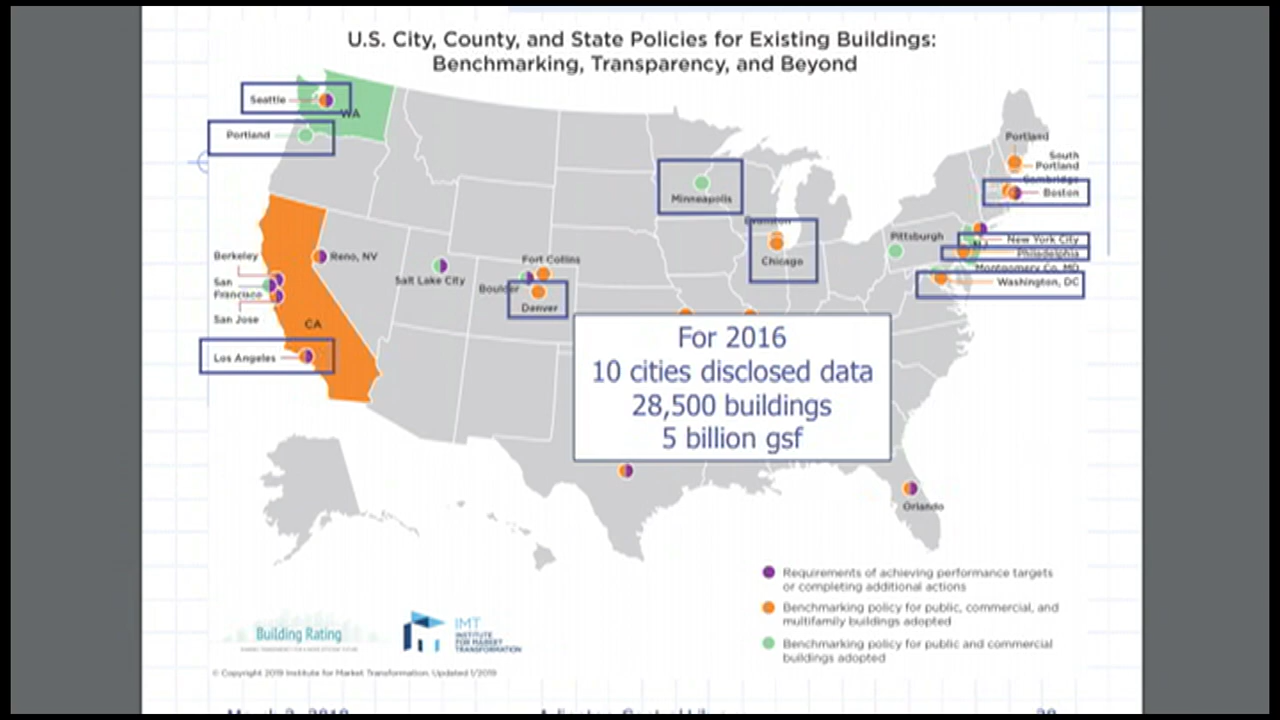 U.S. City, County, and State Policies for Existing Buildings:
Benchmarking, Transparency, and Beyond
Seattle
WA
Portland
Minneapolis
Portland
South
Portland
Cambridge
Boston
Evanston
Chicago
Pittsburgh
New York City
Philadelphia
Montgomery Co, MD
Washington, DC
Berkeley
Reno, NV
San
Francisco
San Jose
CA
Los Angeles
Salt Lake City
Fort Collins
Boulder
Denver
For 2016
10 cities disclosed data
28,500 buildings
5 billion gsf
Orlando
Requirements of achieving performance targets
or completing additional actions
Benchmarking policy for public, commercial, and
multifamily buildings adopted
Benchmarking policy for public and commercial
buildings adopted
Building Rating
IMT
INSTITUTE
FOR MARKET
TRANSFORMATION
© Copyright 2019 Institute for Market Transformation. Updated 1/2019